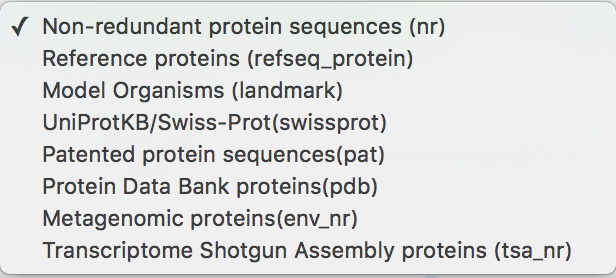 ✓ Non-redundant protein sequences (nr)
Reference proteins (refseq_protein)
Model Organisms (landmark)
UniProtKB/Swiss-Prot(swissprot)
Patented protein sequences(pat)
Protein Data Bank proteins(pdb)
Metagenomic proteins(env_nr)
Transcriptome Shotgun Assembly proteins (tsa_nr)